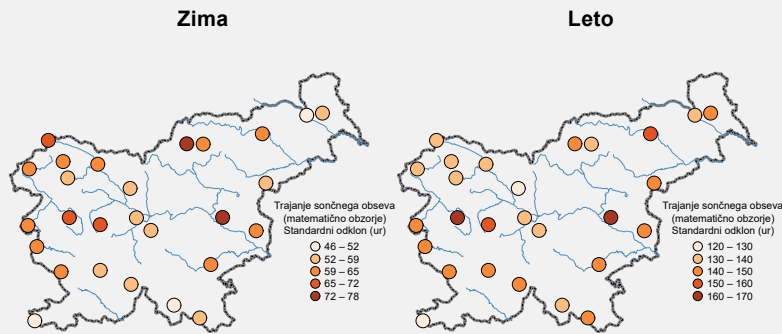 Zima
Trajanje sončnega obseva
(matematično obzorje)
Standardni odklon (ur)
46 – 52
52 – 59
59 – 65
65 – 72
72 – 78
Leto
Trajanje sončnega obseva
(matematično obzorje)
Standardni odklon (ur)
120 – 130
130 – 140
140 – 150
150 – 160
160 – 170